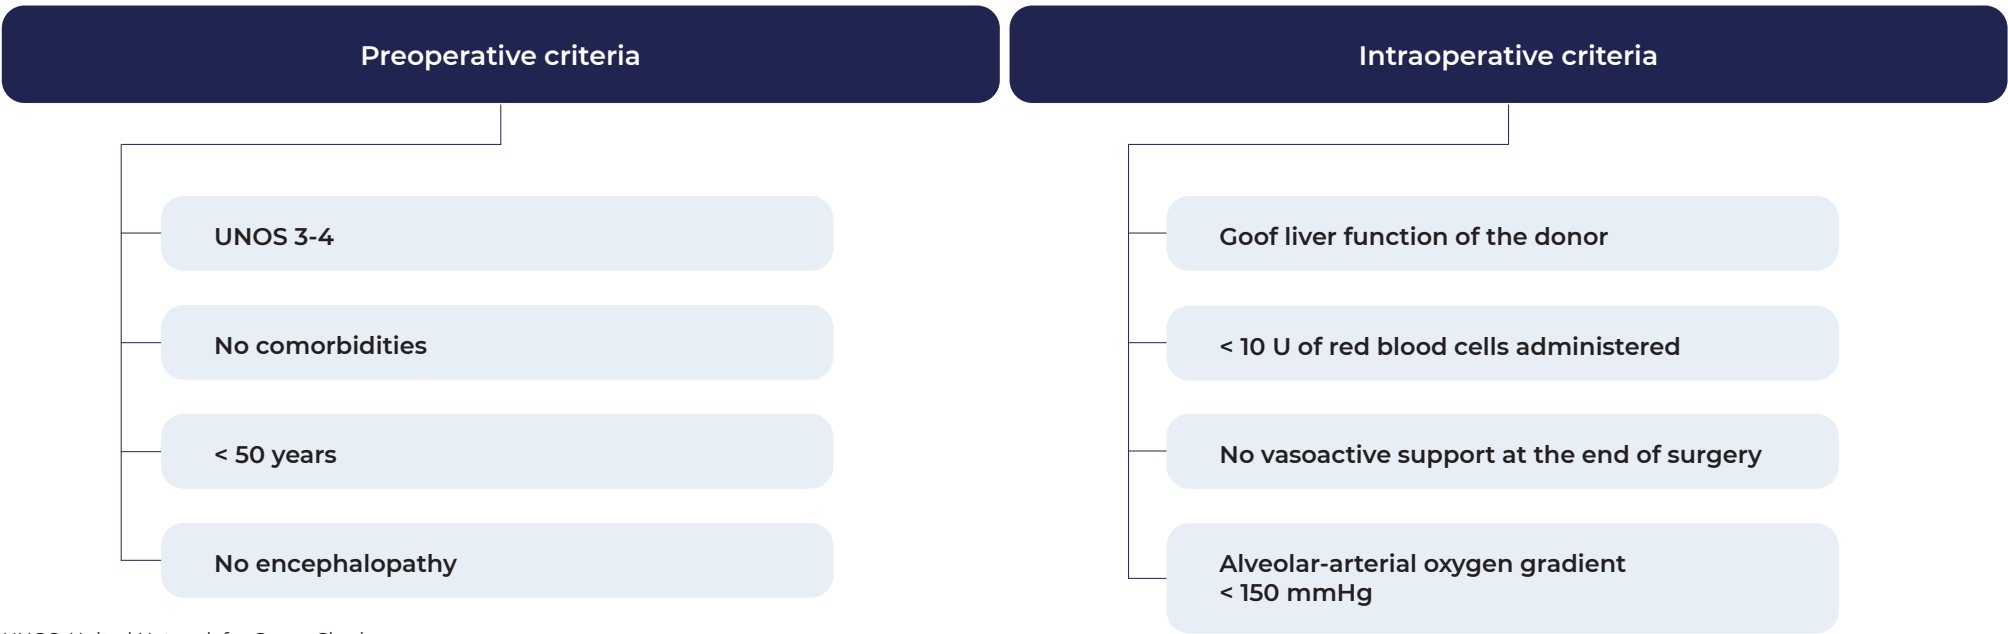 Preoperative criteria
UNOS 3-4
No comorbidities
< 50 years
No encephalopathy
Intraoperative criteria
Goof liver function of the donor
< 10 U of red blood cells administered
No vasoactive support at the end of surgery
Alveolar-arterial oxygen gradient
< 150 mmHg